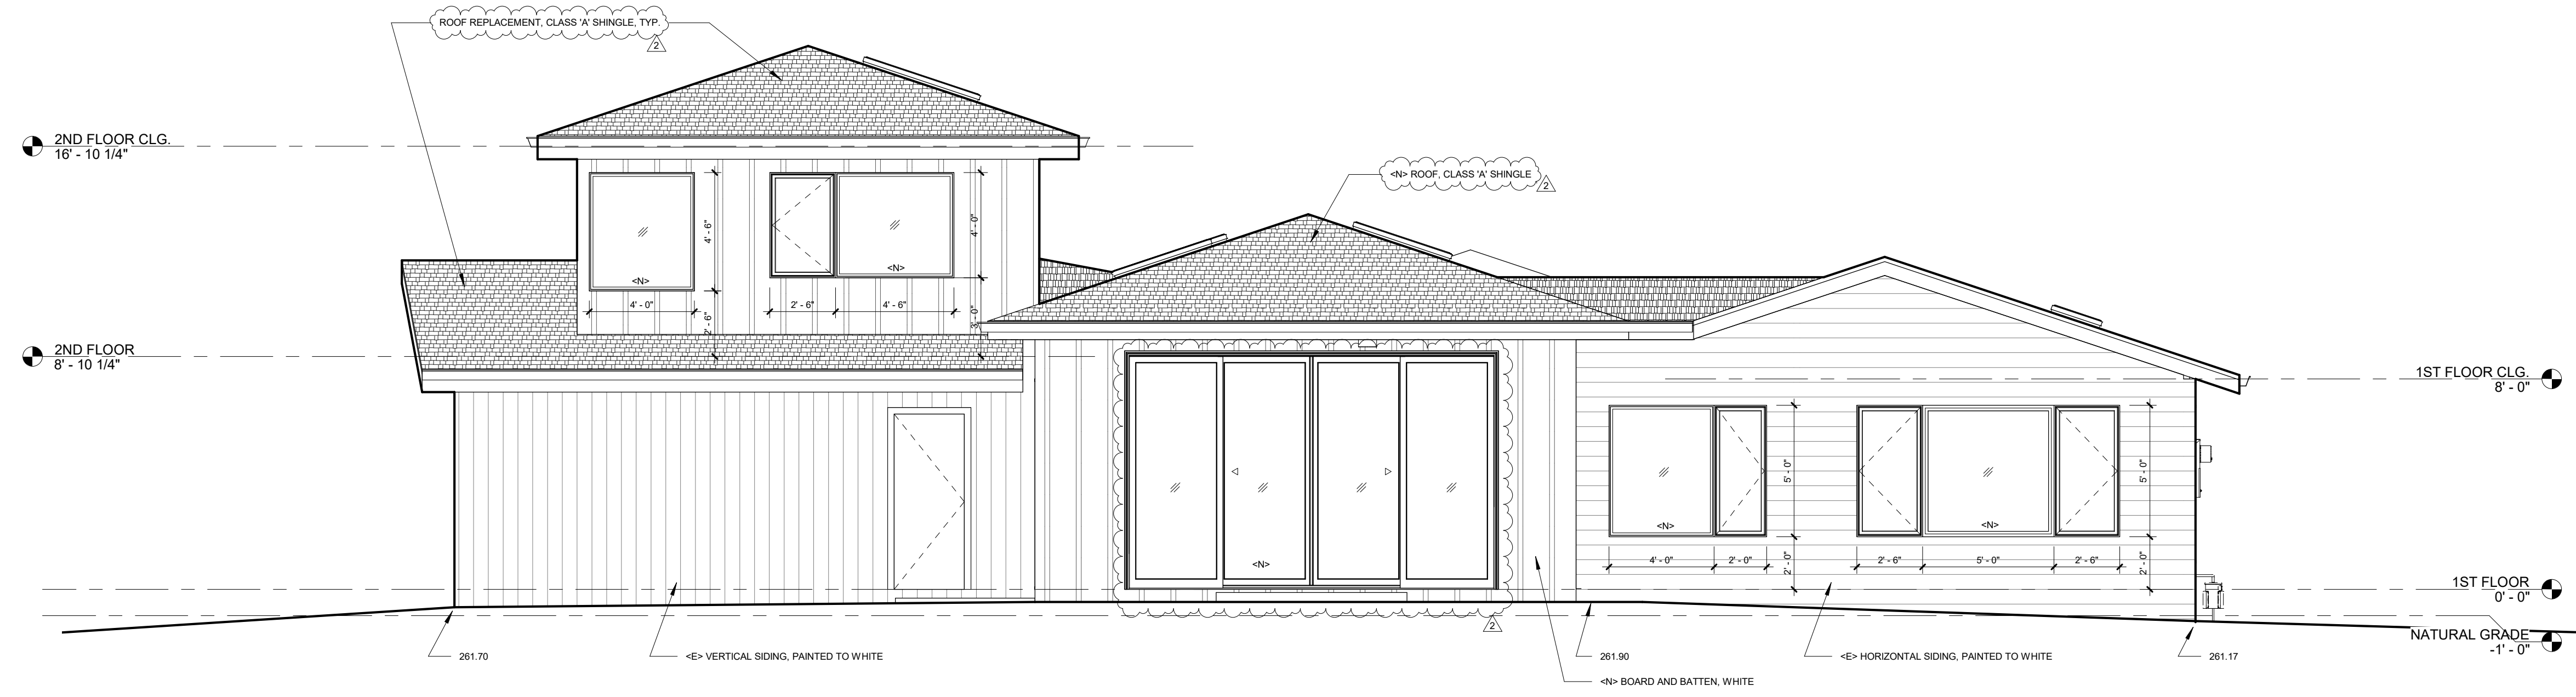 ROOF REPLACEMENT, CLASS 'A' SHINGLE, TYP.
2
2ND FLOOR CLG.
16' - 10 1/4"
<N> ROOF, CLASS 'A' SHINGLE
2
4' - 6"
4' - 0"
<N>
<N>
4' - 0"
2' - 6"
4' - 6"
2' - 6"
3' - 0"
2ND FLOOR
8' - 10 1/4"
1ST FLOOR CLG.
8' - 0"
5' - 0"
5' - 0"
<N>
<N>
<N>
4' - 0"
2' - 0"
2' - 0"
2' - 6"
5' - 0"
2' - 6"
2' - 0"
1ST FLOOR
0' - 0"
2
NATURAL GRADE
-1' - 0"
261.70
<E> VERTICAL SIDING, PAINTED TO WHITE
261.90
<E> HORIZONTAL SIDING, PAINTED TO WHITE
261.17
<N> BOARD AND BATTEN, WHITE